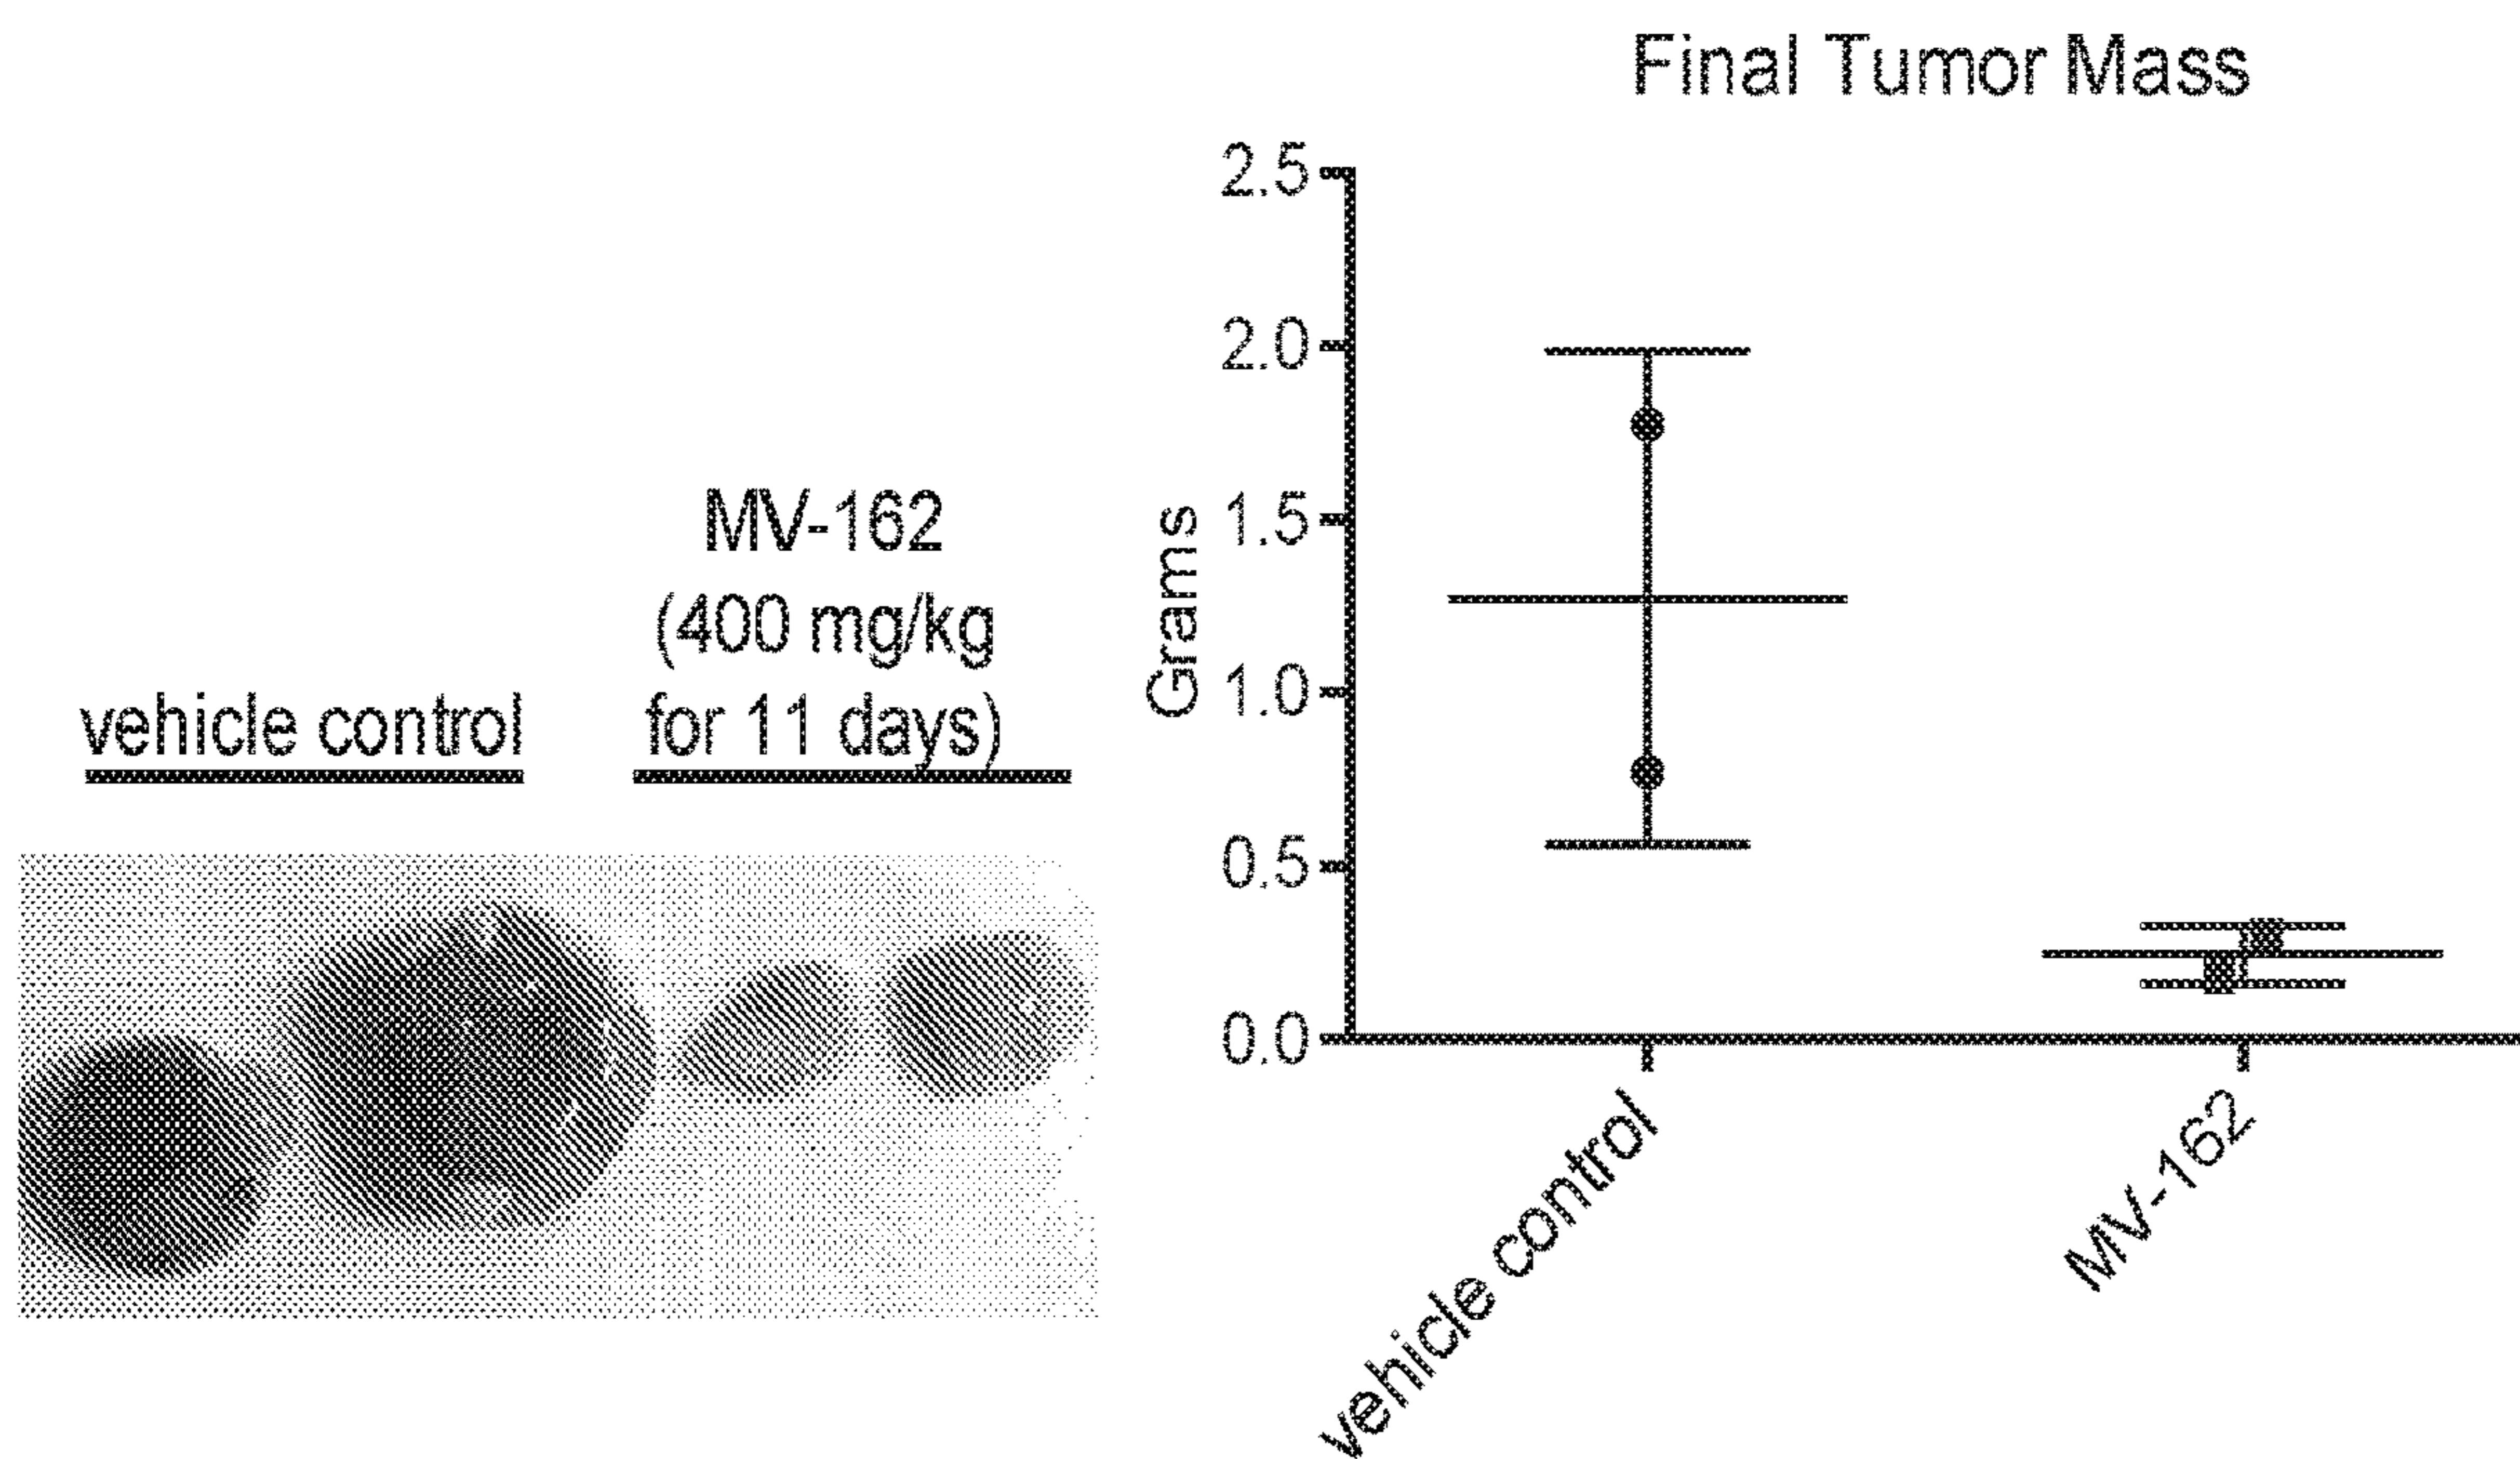 vehicle control
MV-162
(400 mg/kg
for 11 days)
Final Tumor Mass
Grams
2.5
2.0
1.5
1.0
0.5
0.0
vehicle control
MV-162